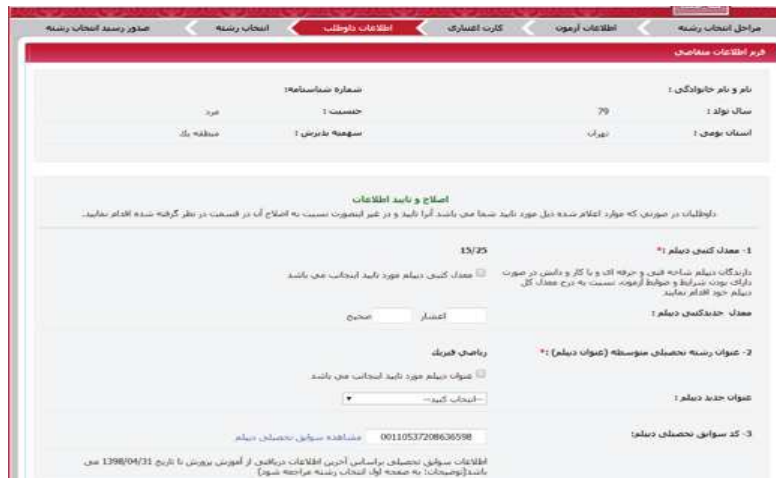 مراحل انتخاب رشته
اطلاعات آزمون
کارت اعتباری
اطلاعات داوطلب
انتخاب رشته
صدور رسید انتخاب رشته
فرم اطلاعات متقاضی
نام و نام خانوادگی :
شماره شناسنامه:
سال تولد : 79
جنسیت : مرد
استان بومی : تهران
سهمیه پذیرش : منطقه یک
اصلاح و تایید اطلاعات
داوطلبان در صورتی که موارد اعلام شده ذیل مورد تایید شما می باشد آنرا تایید و در غیر اینصورت نسبت به اصلاح آن در قسمت در نظر گرفته شده اقدام نمایید.
1- معدل کتبی دیپلم :* 15/25
دارندگان دیپلم شاخه فنی و حرفه ای و یا کار و دانش در صورت
دارای بودن شرایط و ضوابط آزمون، نسبت به درج معدل کل
دیپلم خود اقدام نمایند
معدل کتبی دیپلم مورد تایید اینجانب می باشد
معدل جدیدکتبی دیپلم : اعشار صحیح
2- عنوان رشته تحصیلی متوسطه (عنوان دیپلم) :* ریاضی فیزیک
عنوان دیپلم مورد تایید اینجانب می باشد
عنوان جدید دیپلم : --انتخاب کنید--
3- کد سوابق تحصیلی دیپلم: 00110537208636598 مشاهده سوابق تحصیلی دیپلم
اطلاعات سوابق تحصیلی براساس آخرین اطلاعات دریافتی از آموزش پرورش تا تاریخ 1398/04/31 می
باشد(توضیحات: به صفحه اول انتخاب رشته مراجعه شود)